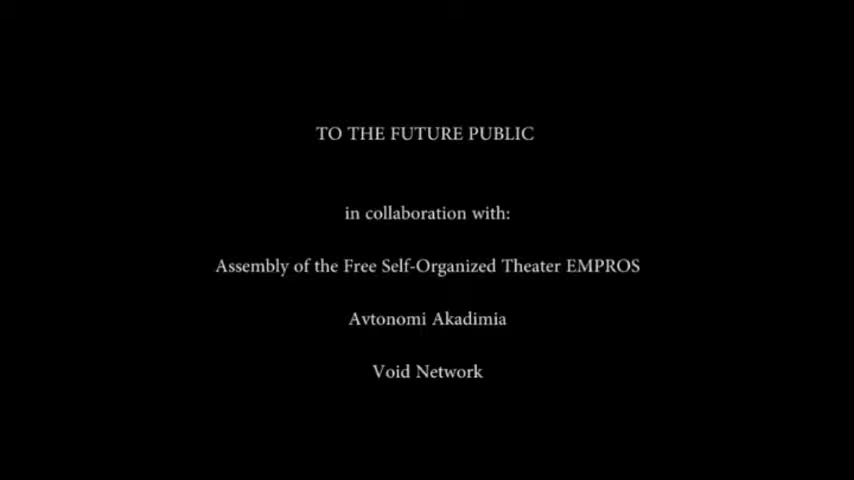 TO THE FUTURE PUBLIC
in collaboration with:
Assembly of the Free Self-Organized Theater EMPROS
Avtonomi Akadimia
Void Network